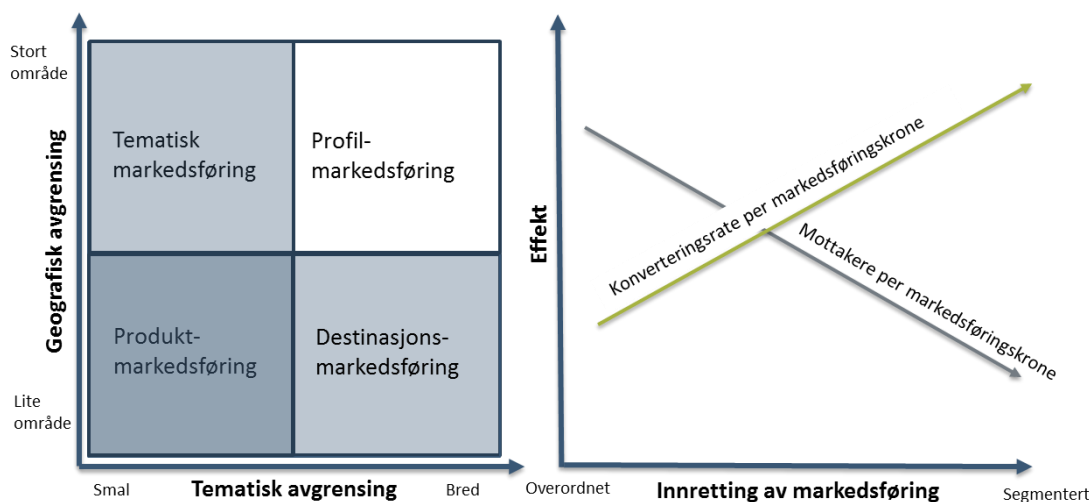 Stort
område
Geografisk avgrensing
Lite
område
Tematisk
markedsføring
Profil-
markedsføring
Produkt-
markedsføring
Destinasjons-
markedsføring
Smal
Tematisk avgrensing
Bred
Effekt
Konverteringsrate per markedsføringskrone
Mottakere per markedsføringskrone
Overordnet
Innretting av markedsføring
Segmentert